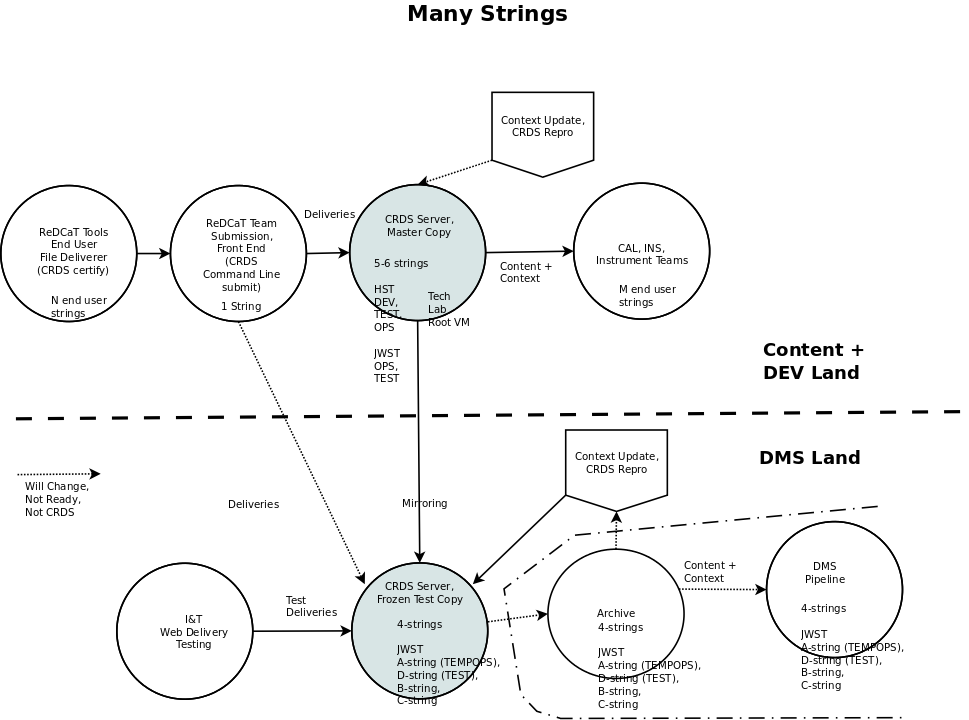 Many Strings
Context Update,
CRDS Repro
ReDCaT Tools
End User
File Deliverer
(CRDS certify)
N end user
strings
ReDCaT Team
Submission,
Front End
(CRDS
Command Line
submit)
1 String
Deliveries
CRDS Server,
Master Copy
5-6 strings
HST
DEV,
TEST,
OPS
JWST
OPS,
TEST
Tech
Lab
Root VM
Content +
Context
CAL, INS,
Instrument Teams
M end user
strings
Content +
DEV Land
DMS Land
Will Change,
Not Ready,
Not CRDS
Deliveries
Mirroring
Context Update,
CRDS Repro
I&T
Web Delivery
Testing
Test
Deliveries
CRDS Server,
Frozen Test Copy
4-strings
JWST
A-string (TEMPOPS),
D-string (TEST),
B-string,
C-string
Archive
4-strings
JWST
A-string (TEMPOPS),
D-string (TEST),
B-string,
C-string
Content +
Context
DMS
Pipeline
4-strings
JWST
A-string (TEMPOPS),
D-string (TEST),
B-string,
C-string